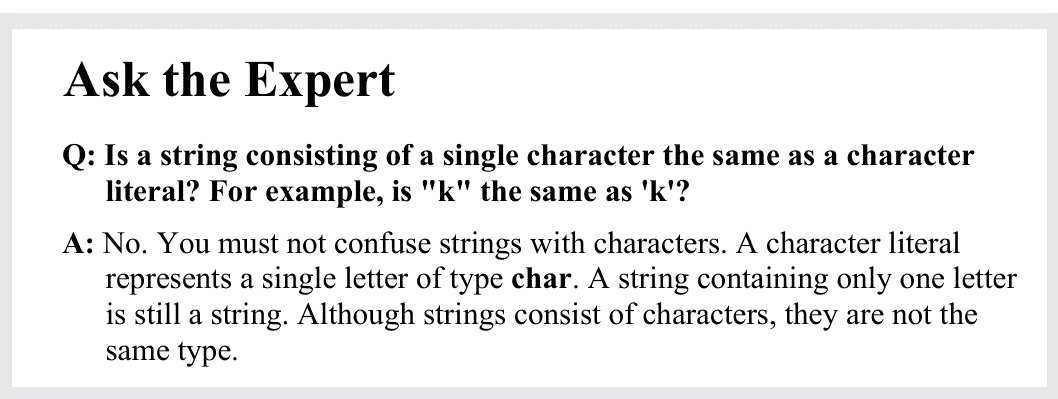 Ask the Expert
Q: Is a string consisting of a single character the same as a character
literal? For example, is "k" the same as 'k'?
A: No. You must not confuse strings with characters. A character literal
represents a single letter of type char. A string containing only one letter
is still a string. Although strings consist of characters, they are not the
same type.